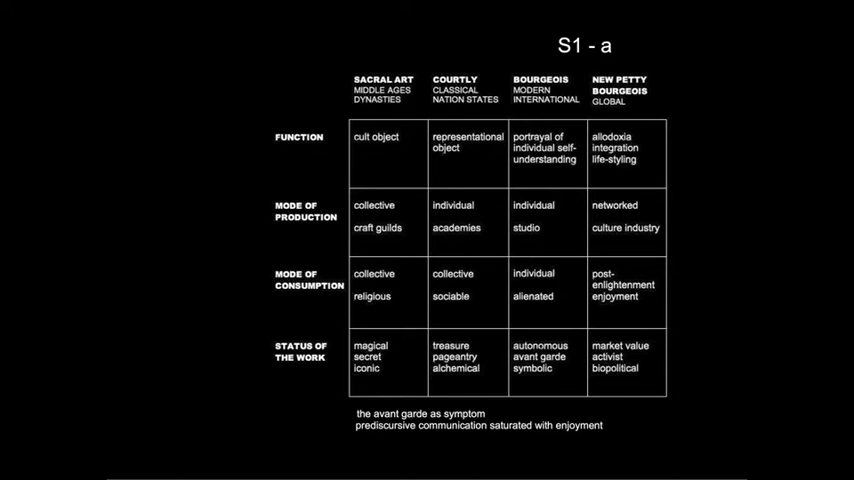 S1 - a
SACRAL ART
MIDDLE AGES
DYNASTIES
COURTLY
CLASSICAL
NATION STATES
BOURGEOIS
MODERN
INTERNATIONAL
NEW PETTY
BOURGEOIS
GLOBAL
FUNCTION
cult object
representational
object
portrayal of
individual self-
understanding
allodoxia
integration
life-styling
MODE OF
PRODUCTION
collective
craft guilds
individual
academies
individual
studio
networked
culture industry
MODE OF
CONSUMPTION
collective
religious
collective
sociable
individual
alienated
post-
enlightenment
enjoyment
STATUS OF
THE WORK
magical
secret
iconic
treasure
pageantry
alchemical
autonomous
avant garde
symbolic
market value
activist
biopolitical
the avant garde as symptom
prediscursive communication saturated with enjoyment